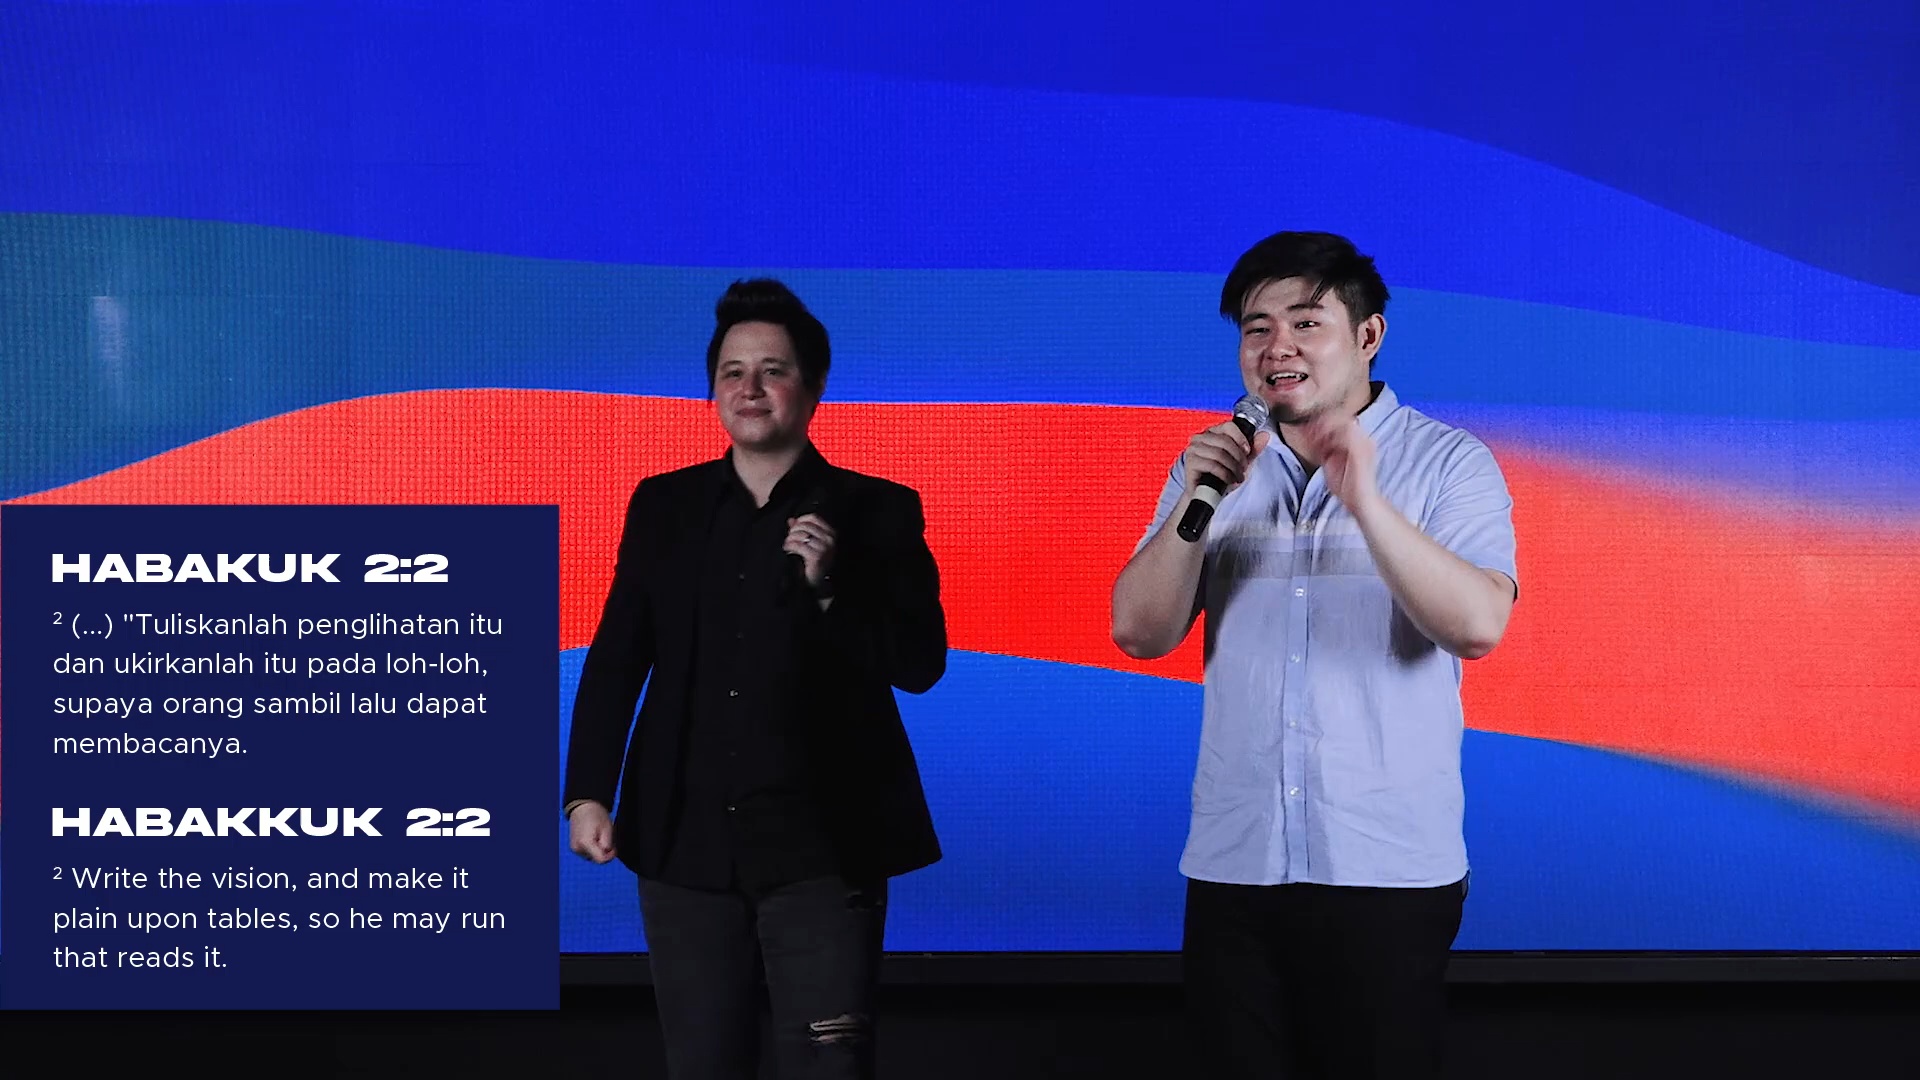 HABAKUK 2:2
² (...) "Tuliskanlah penglihatan itu
dan ukirkanlah itu pada loh-loh,
supaya orang sambil lalu dapat
membacanya.
HABAKKUK 2:2
² Write the vision, and make it
plain upon tables, so he may run
that reads it.